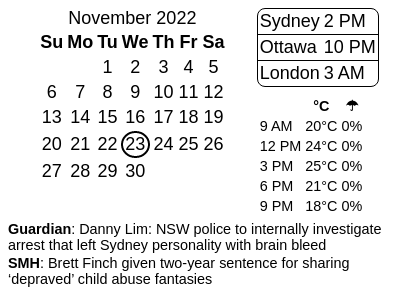 November 2022
Su Mo Tu We Th Fr Sa
1 2 3 4 5
6 7 8 9 10 11 12
13 14 15 16 17 18 19
20 21 22 23 24 25 26
27 28 29 30
Sydney 2 PM
Ottawa 10 PM
London 3 AM
°C ☂
9 AM 20°C 0%
12 PM 24°C 0%
3 PM 25°C 0%
6 PM 21°C 0%
9 PM 18°C 0%
Guardian: Danny Lim: NSW police to internally investigate
arrest that left Sydney personality with brain bleed
SMH: Brett Finch given two-year sentence for sharing
‘depraved’ child abuse fantasies